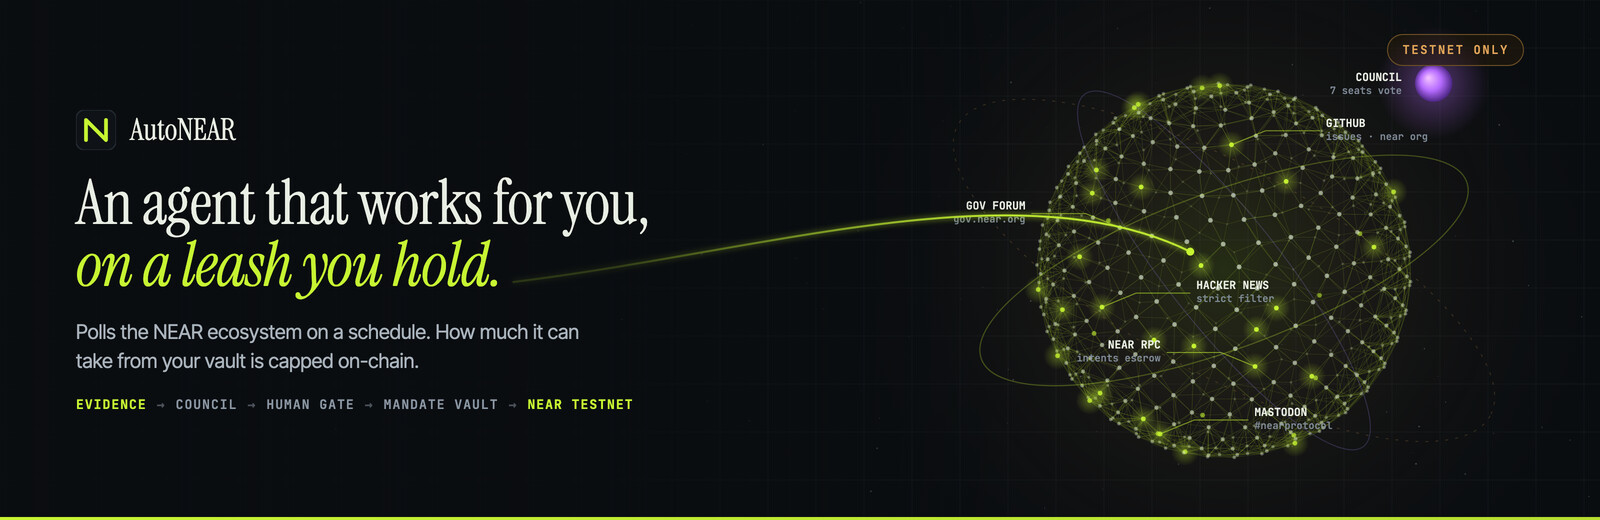 AutoNEAR
An agent that works for you,
on a leash you hold.
Polls the NEAR ecosystem on a schedule. How much it can
take from your vault is capped on-chain.
EVIDENCE → COUNCIL → HUMAN GATE → MANDATE VAULT → NEAR TESTNET
TESTNET ONLY
COUNCIL
7 seats vote
GITHUB
issues · near org
GOV FORUM
gov.near.org
HACKER NEWS
strict filter
NEAR RPC
intents escrow
MASTODON
#nearprotocol